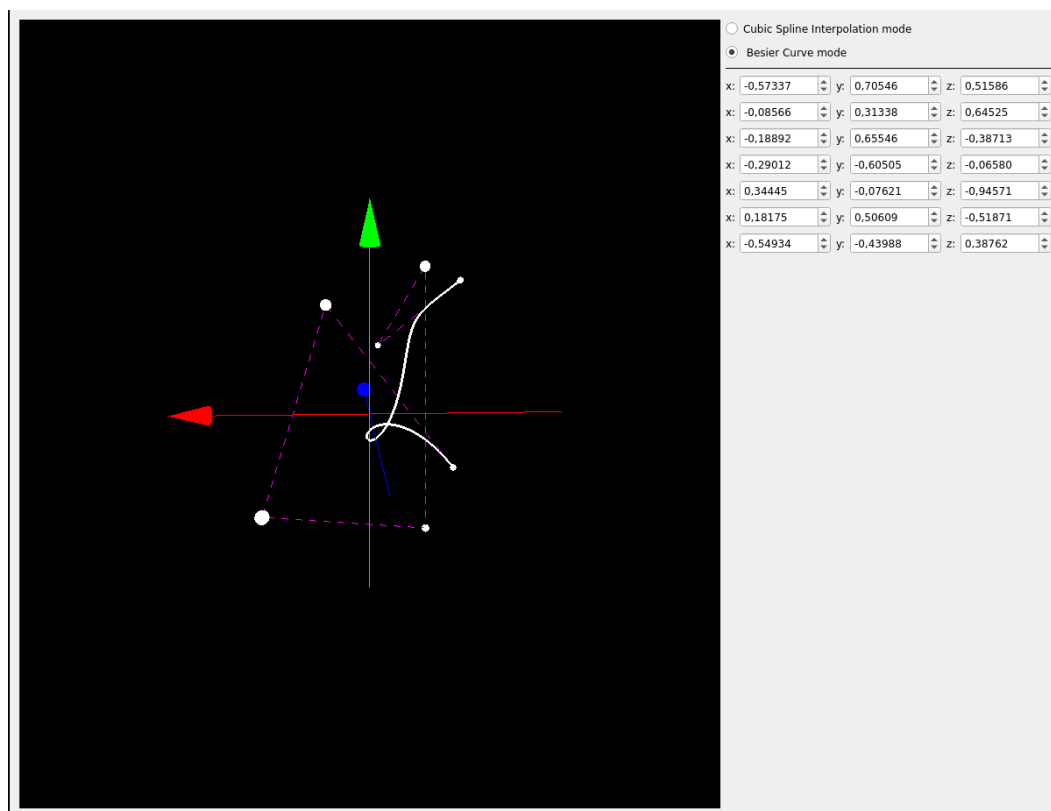 Cubic Spline Interpolation mode
Besier Curve mode
x: -0,57337 y: 0,70546 z: 0,51586
x: -0,08566 y: 0,31338 z: 0,64525
x: -0,18892 y: 0,65546 z: -0,38713
x: -0,29012 y: -0,60505 z: -0,06580
x: 0,34445 y: -0,07621 z: -0,94571
x: 0,18175 y: 0,50609 z: -0,51871
x: -0,54934 y: -0,43988 z: 0,38762